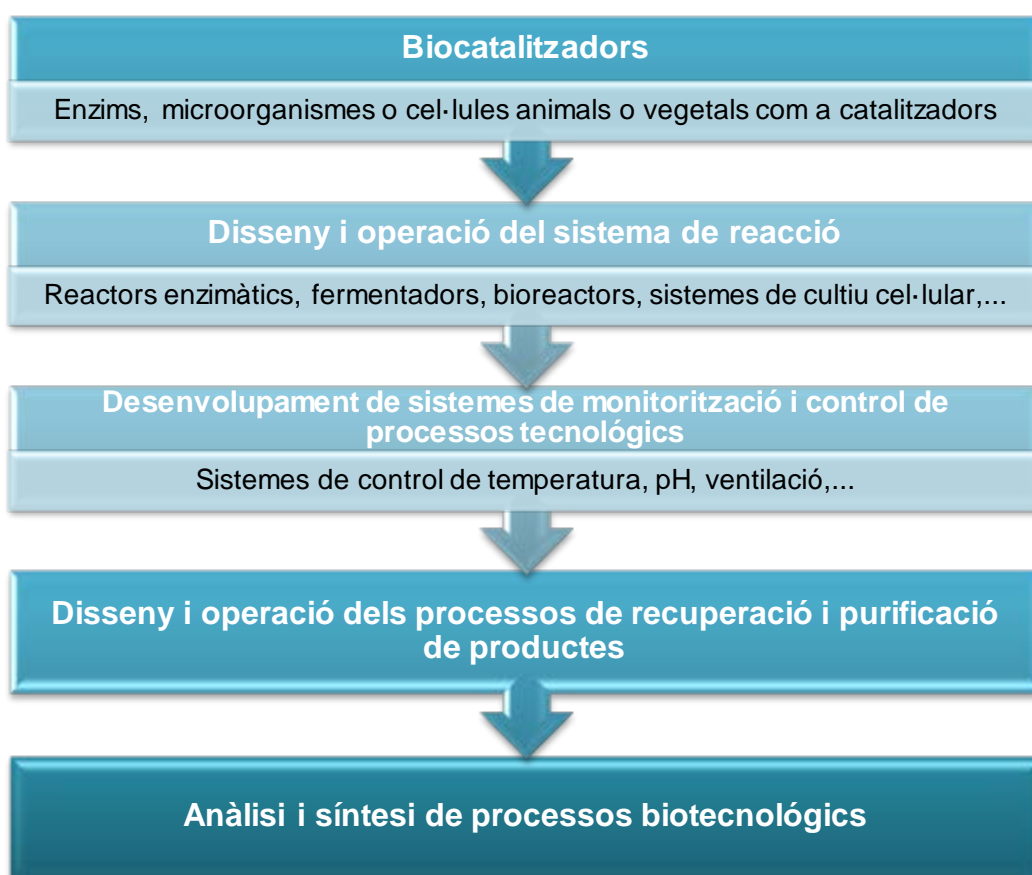 Biocatalitzadors
Enzims, microorganismes o cel·lules animals o vegetals com a catalitzadors
Disseny i operació del sistema de reacció
Reactors enzimàtics, fermentadors, bioreactors, sistemes de cultiu cel·lular,...
Desenvolupament de sistemes de monitorització i control de
processos tecnológics
Sistemes de control de temperatura, pH, ventilació,...
Disseny i operació dels processos de recuperació i purificació
de productes
Anàlisi i síntesi de processos biotecnológics